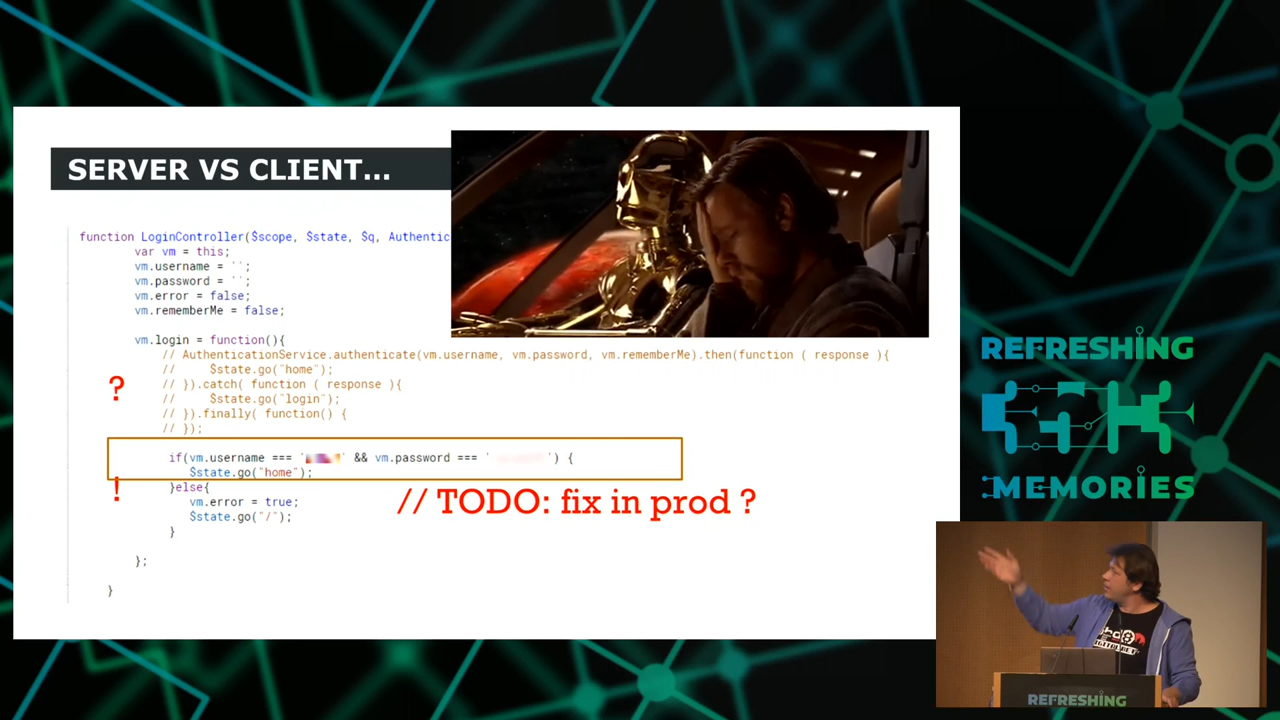 SERVER VS CLIENT...
function LoginController($scope, $state, $q, Authentic
var vm = this;
vm.username = '';
vm.password = '';
vm.error = false;
vm.rememberMe = false;
vm.login = function(){
// AuthenticationService.authenticate(vm.username, vm.password, vm.rememberMe).then(function ( response ){
//      $state.go("home");
// }).catch( function ( response ){
//      $state.go("login");
// }).finally( function() {
// });
?
if(vm.username === ' ' && vm.password === ' ') {
$state.go("home");
!
}else{
vm.error = true;
$state.go("/");
}
};
}
// TODO: fix in prod ?
REFRESHING
MEMORIES
REFRESHING